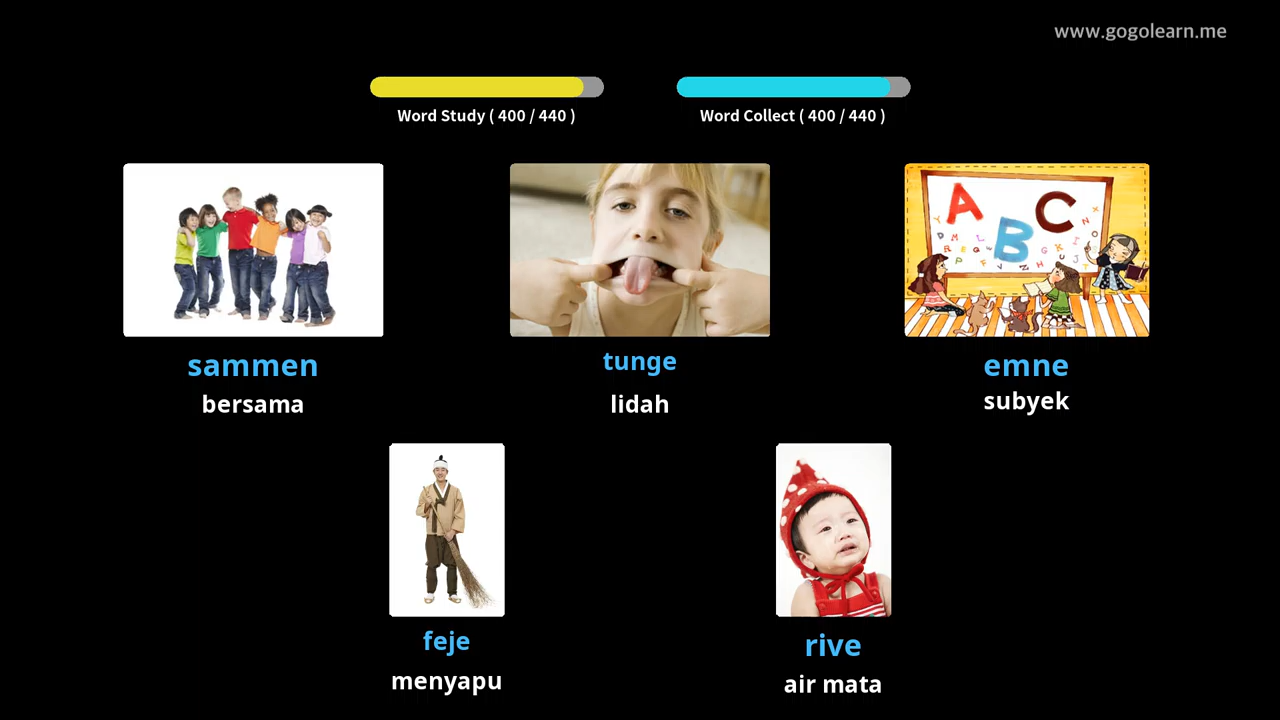 www.gogolearn.me
Word Study ( 400 / 440 )
Word Collect ( 400 / 440 )
A B C
sammen
bersama
tunge
lidah
emne
subyek
feje
menyapu
rive
air mata